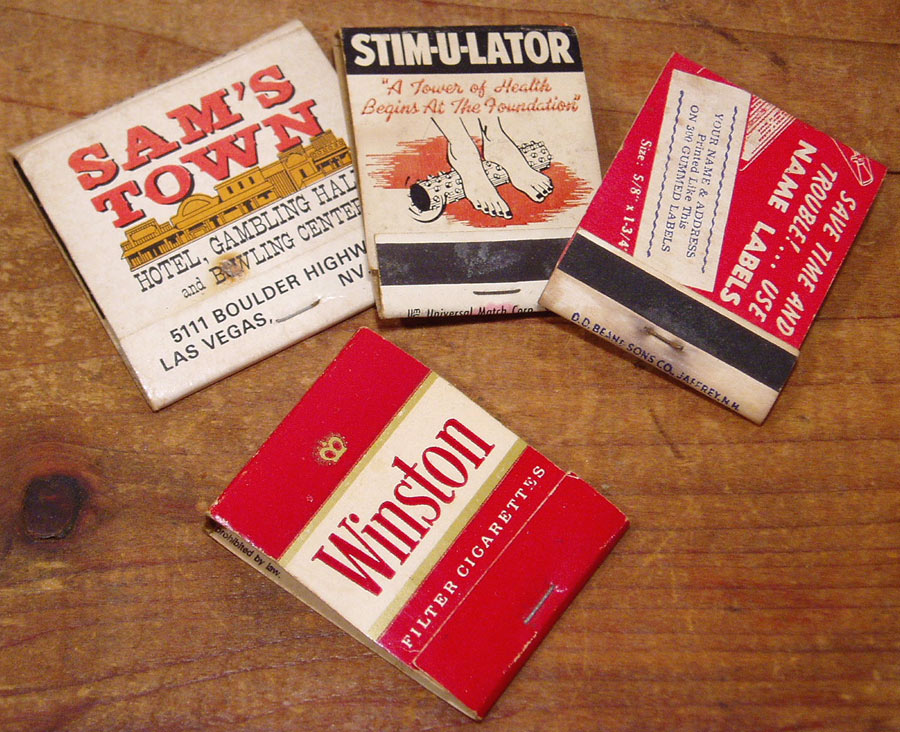 SAM'S
TOWN
HOTEL, GAMBLING HALL
and BOWLING CENTER
5111 BOULDER HIGHW
LAS VEGAS, NV
STIM-U-LATOR
"A Tower of Health
Begins At The Foundation"
Universal Match Corp
SAVE TIME AND
TROUBLE!... USE
NAME LABELS
YOUR NAME & ADDRESS
Printed Like This
ON 300 GUMMED LABELS
Size: 5/8" x 1-3/4"
D.D. BEAN & SONS CO., JAFFREY, N.H.
Winston
FILTER CIGARETTES
prohibited by law.